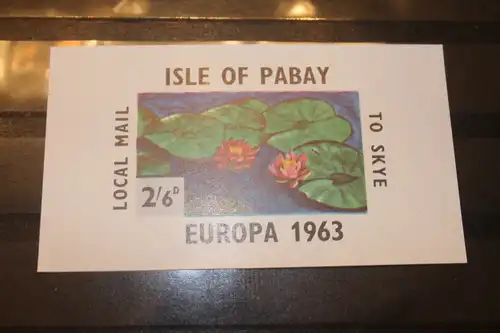 ISLE OF PABAY
LOCAL MAIL
TO SKYE
2/6D
EUROPA 1963